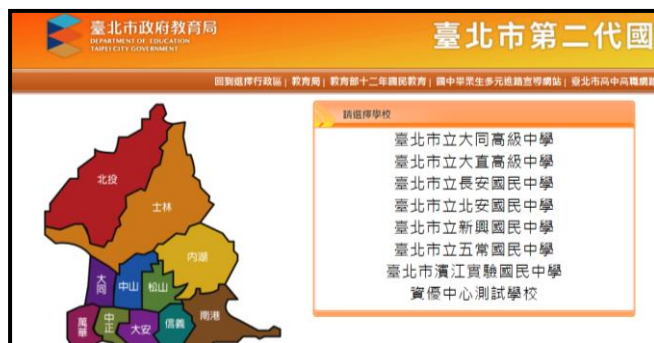 臺北市政府教育局
DEPARTMENT OF EDUCATION
TAIPEI CITY GOVERNMENT
臺北市第二代國
回到選擇行政區 | 教育局 | 教育部十二年國民教育 | 國中畢業生多元進路宣導網站 | 臺北市高中高職網路
請選擇學校
臺北市立大同高級中學
臺北市立大直高級中學
臺北市立長安國民中學
臺北市立北安國民中學
臺北市立新興國民中學
臺北市立五常國民中學
臺北市濱江實驗國民中學
資優中心測試學校
北投
士林
內湖
大同
中山
松山
萬華
中正
大安
信義
南港